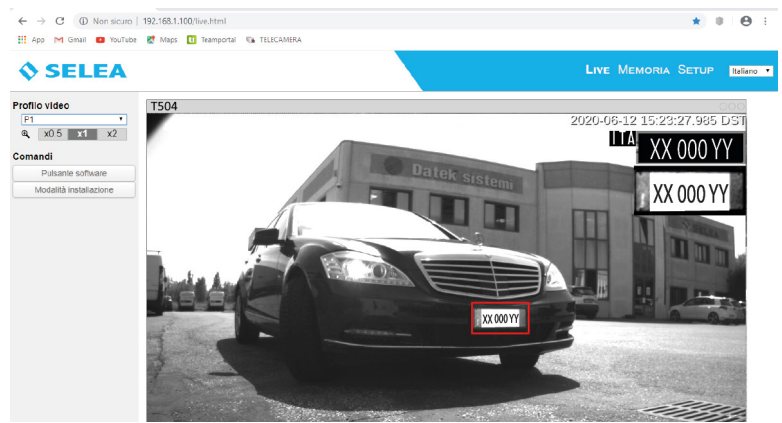 Non sicuro | 192.168.1.100/live.html
App Gmail YouTube Maps Teamportal TELECAMERA
SELEA
LIVE MEMORIA SETUP Italiano
Profilo video
P1
x0.5 x1 x2
Comandi
Pulsante software
Modalità installazione
T504
2020-06-12 15:23:27.985 DST
ITA XX 000 YY
XX 000 YY
Datek sistemi
SELEA
XX 000 YY